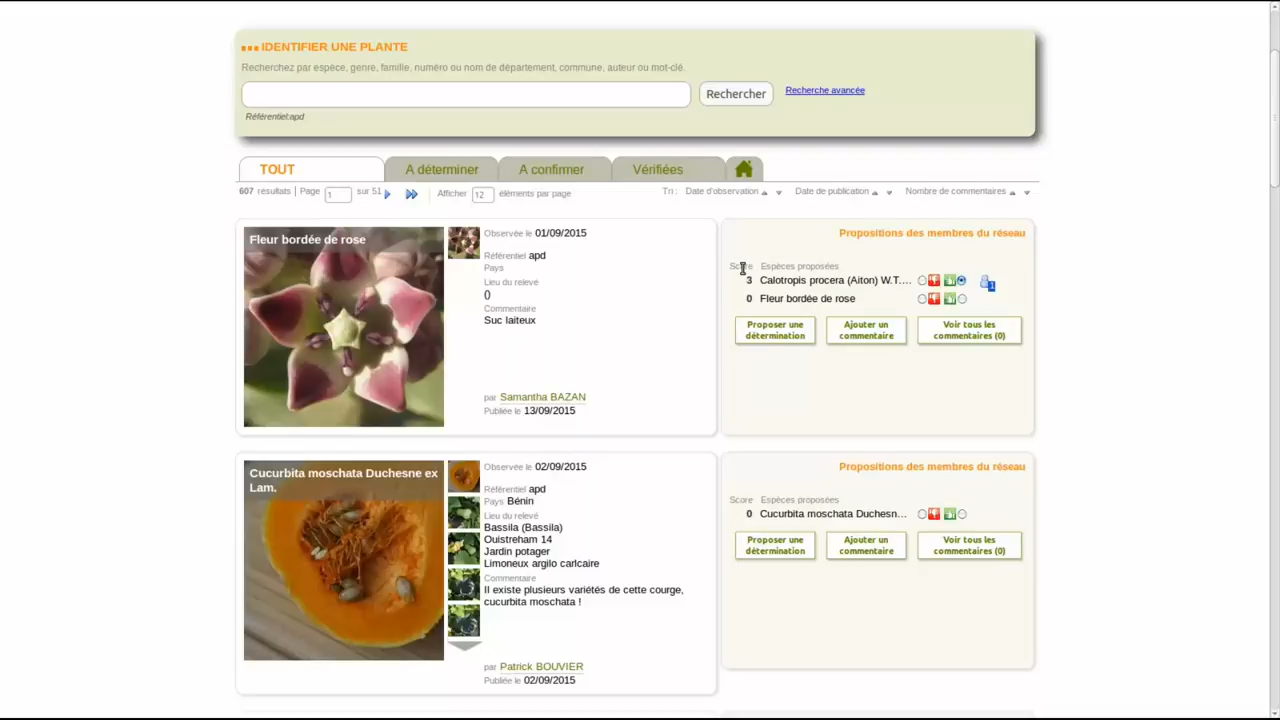 IDENTIFIER UNE PLANTE
Recherchez par espèce, genre, famille, numéro ou nom de département, commune, auteur ou mot-clé.
Rechercher
Recherche avancée
Référentiel:apd
TOUT
A déterminer
A confirmer
Vérifiées
607 résultats | Page 1 sur 51
Afficher 12 éléments par page
Tri : Date d'observation
Date de publication
Nombre de commentaires
Fleur bordée de rose
Observée le 01/09/2015
Référentiel apd
Pays
Lieu du relevé
()
Commentaire
Suc laiteux
par Samantha BAZAN
Publiée le 13/09/2015
Propositions des membres du réseau
Score Espèces proposées
3 Calotropis procera (Aiton) W.T....
1
0 Fleur bordée de rose
Proposer une
détermination
Ajouter un
commentaire
Voir tous les
commentaires (0)
Cucurbita moschata Duchesne ex
Lam.
Observée le 02/09/2015
Référentiel apd
Pays Bénin
Lieu du relevé
Bassila (Bassila)
Ouistreham 14
Jardin potager
Limoneux argilo carlcaire
Commentaire
Il existe plusieurs variétés de cette courge,
cucurbita moschata !
par Patrick BOUVIER
Publiée le 02/09/2015
Propositions des membres du réseau
Score Espèces proposées
0 Cucurbita moschata Duchesn...
Proposer une
détermination
Ajouter un
commentaire
Voir tous les
commentaires (0)